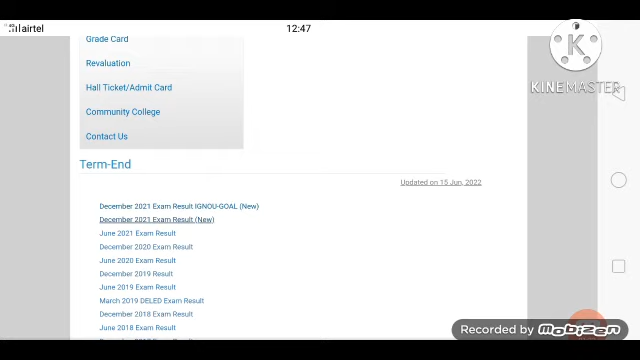 airtel
12:47
Grade Card
K
KINEMASTER
Revaluation
Hall Ticket/Admit Card
Community College
Contact Us
Term-End
Updated on 15 Jun, 2022
December 2021 Exam Result IGNOU-GOAL (New)
December 2021 Exam Result (New)
June 2021 Exam Result
December 2020 Exam Result
June 2020 Exam Result
December 2019 Result
June 2019 Exam Result
March 2019 DELED Exam Result
December 2018 Exam Result
June 2018 Exam Result
Recorded by Mobizen